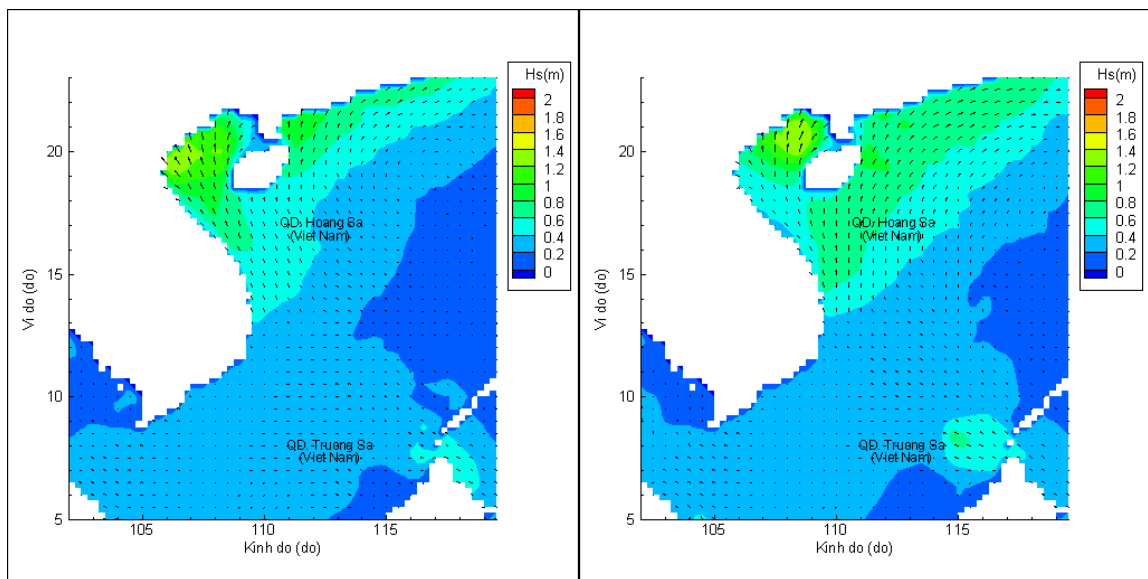 Hs(m)
2
1.8
1.6
1.4
1.2
1
0.8
0.6
0.4
0.2
0
20
15
10
5
Vi do (do)
QD. Hoang Sa
(Viet Nam)
QD. Truong Sa
(Viet Nam)
105
110
115
Kinh do (do)
Hs(m)
2
1.8
1.6
1.4
1.2
1
0.8
0.6
0.4
0.2
0
20
15
10
5
Vi do (do)
QD. Hoang Sa
(Viet Nam)
QD. Truong Sa
(Viet Nam)
105
110
115
Kinh do (do)